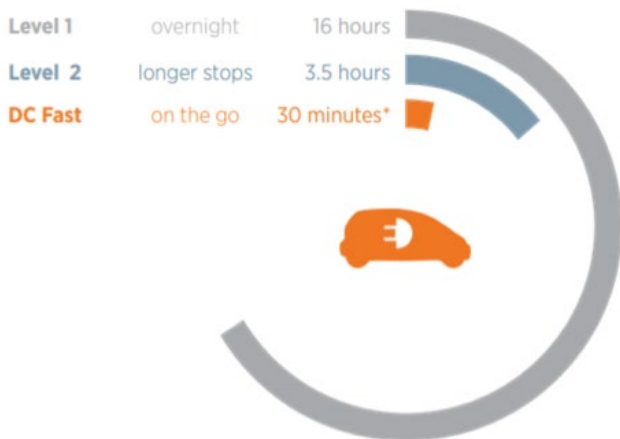 Level 1 overnight 16 hours
Level 2 longer stops 3.5 hours
DC Fast on the go 30 minutes*